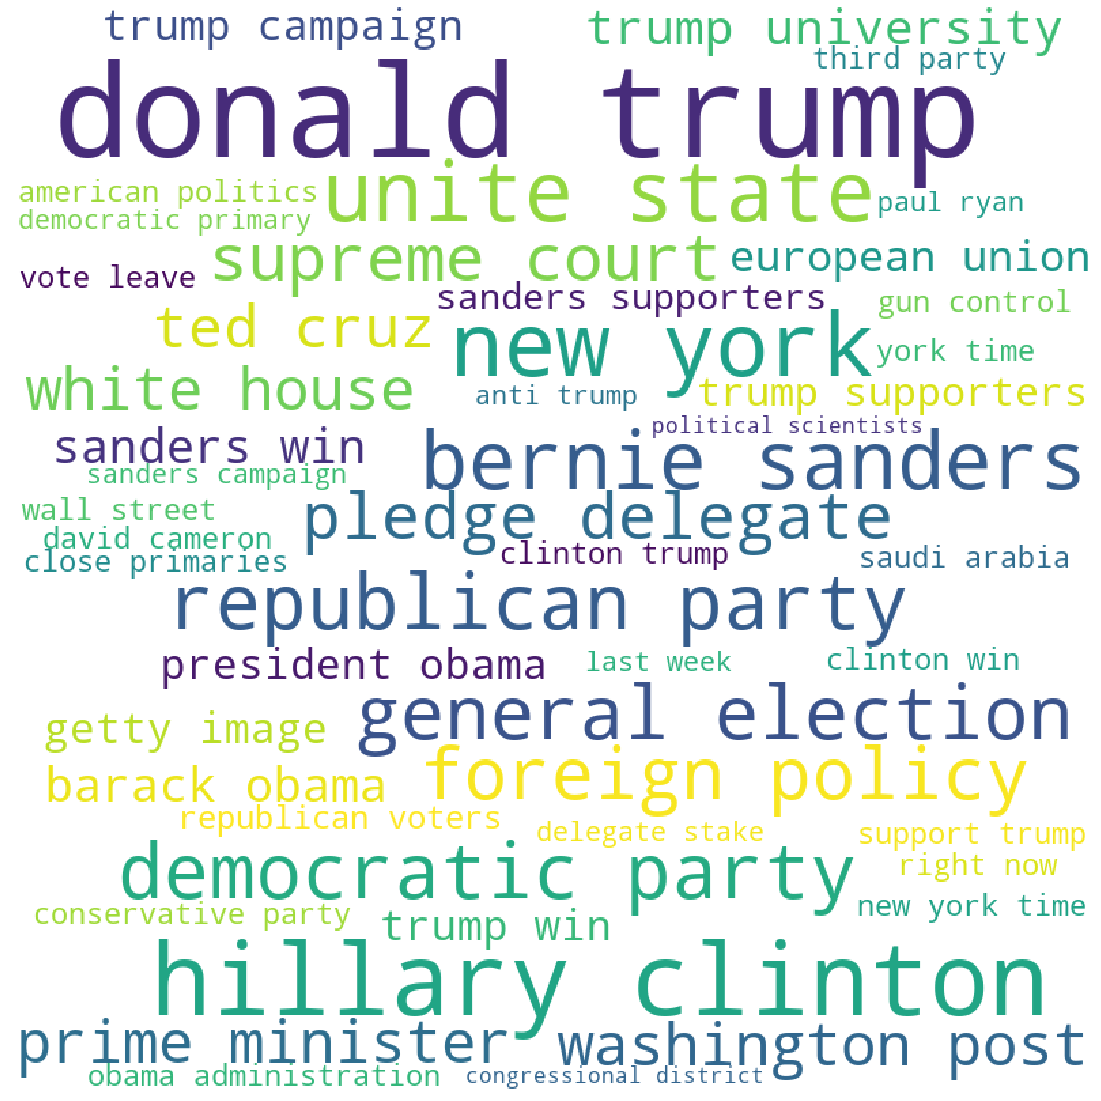 trump campaign
trump university
third party
donald trump
american politics
unite state
paul ryan
democratic primary
supreme court
european union
vote leave
sanders supporters
gun control
ted cruz
new york
york time
white house
anti trump
trump supporters
political scientists
sanders win
bernie sanders
sanders campaign
wall street
pledge delegate
david cameron
close primaries
clinton trump
saudi arabia
republican party
president obama
last week
clinton win
general election
getty image
foreign policy
barack obama
republican voters
delegate stake
support trump
democratic party
right now
conservative party
trump win
new york time
hillary clinton
prime minister
washington post
obama administration
congressional district